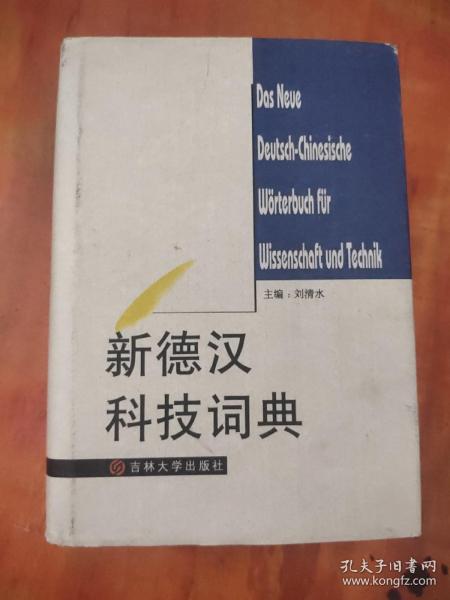 Das Neue
Deutsch-Chinesische
Wörterbuch für
Wissenschaft und Technik
主编：刘清水
新德汉
科技词典
吉林大学出版社
孔夫子旧书网
www.kongfz.com